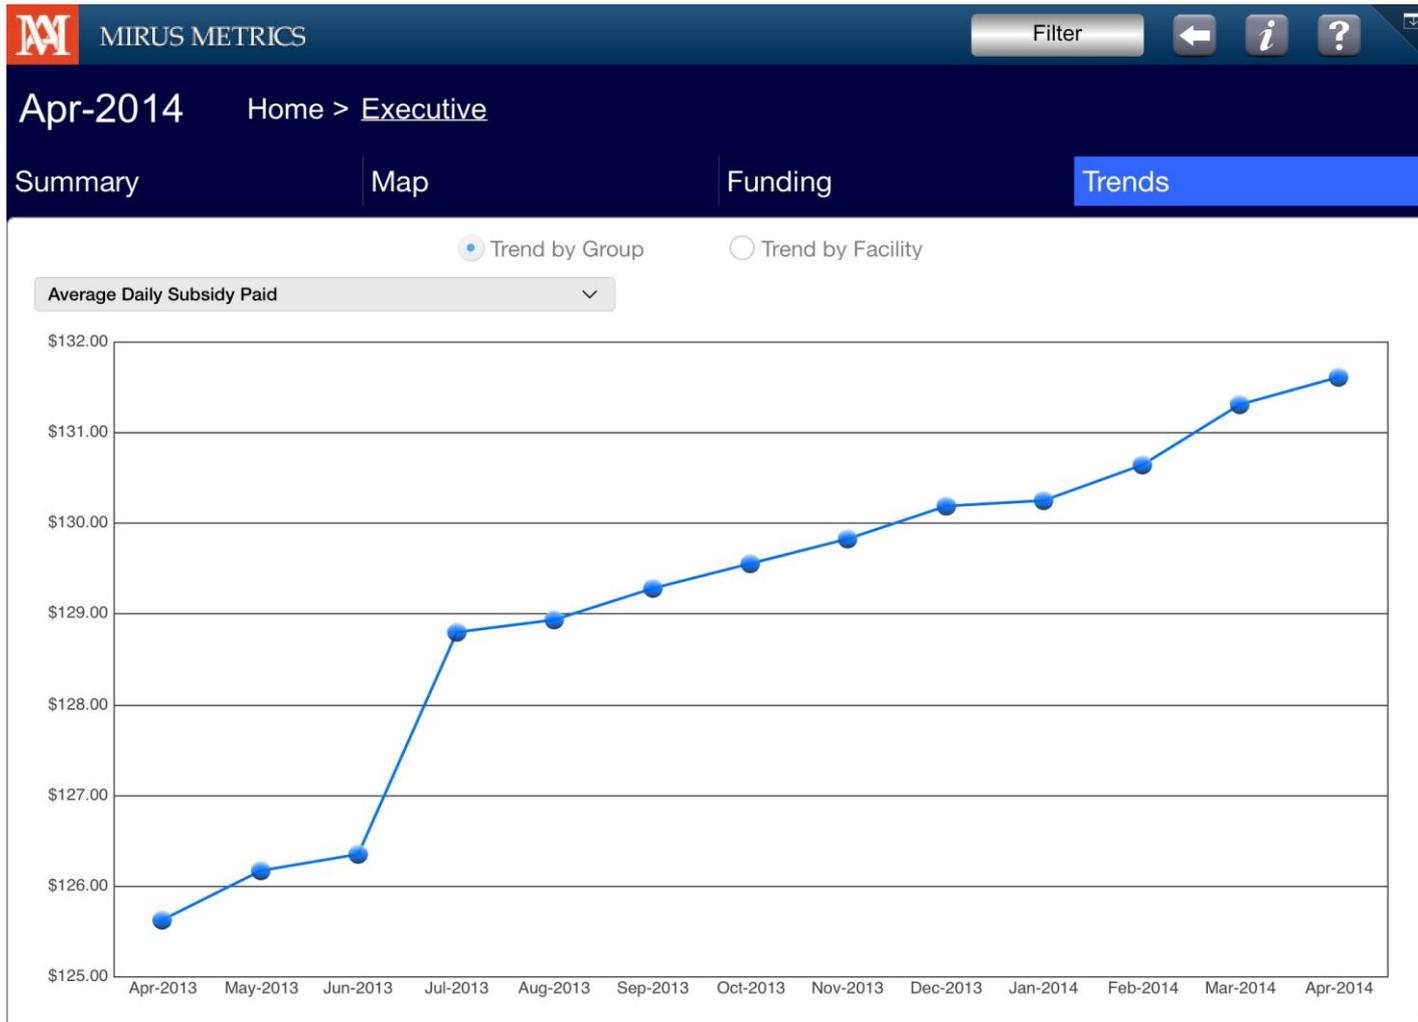 MIRUS METRICS
Filter
Apr-2014 Home > Executive
Summary Map Funding Trends
Trend by Group Trend by Facility
Average Daily Subsidy Paid
$132.00
$131.00
$130.00
$129.00
$128.00
$127.00
$126.00
$125.00
Apr-2013 May-2013 Jun-2013 Jul-2013 Aug-2013 Sep-2013 Oct-2013 Nov-2013 Dec-2013 Jan-2014 Feb-2014 Mar-2014 Apr-2014